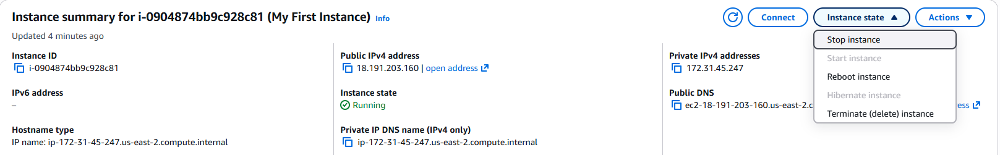 Instance summary for i-0904874bb9c928c81 (My First Instance) Info
Connect
Instance state
Actions
Updated 4 minutes ago
Stop instance
Start instance
Reboot instance
Hibernate instance
Terminate (delete) instance
Instance ID
i-0904874bb9c928c81
Public IPv4 address
18.191.203.160 | open address
Private IPv4 addresses
172.31.45.247
IPv6 address
–
Instance state
Running
Public DNS
ec2-18-191-203-160.us-east-2.c
Hostname type
IP name: ip-172-31-45-247.us-east-2.compute.internal
Private IP DNS name (IPv4 only)
ip-172-31-45-247.us-east-2.compute.internal